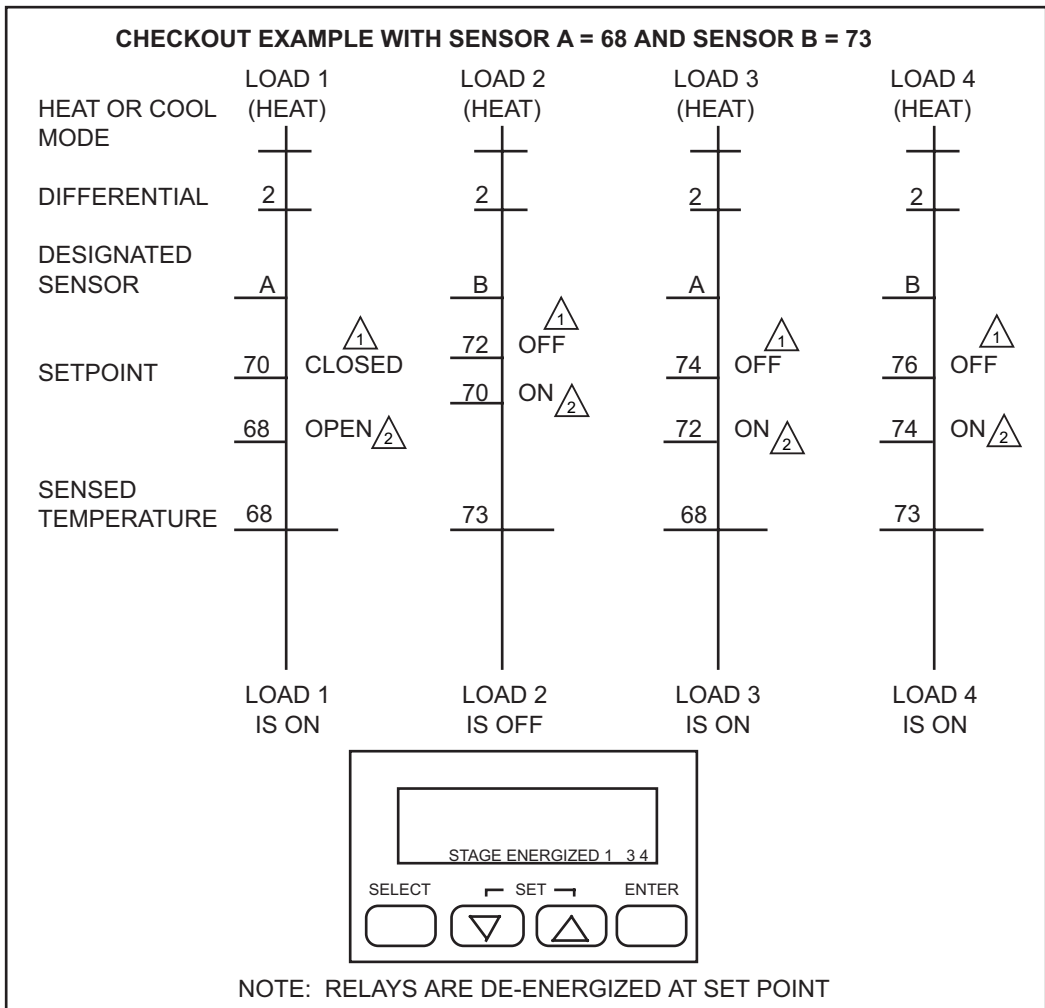 CHECKOUT EXAMPLE WITH SENSOR A = 68 AND SENSOR B = 73
LOAD 1 LOAD 2 LOAD 3 LOAD 4
HEAT OR COOL (HEAT) (HEAT) (HEAT) (HEAT)
MODE
DIFFERENTIAL 2 2 2 2
DESIGNATED
SENSOR A B A B
1 1 1 1
72 OFF
SETPOINT 70 CLOSED 74 OFF 76 OFF
70 ON 2
68 OPEN 2 72 ON 2 74 ON 2
SENSED
TEMPERATURE 68 73 68 73
LOAD 1 LOAD 2 LOAD 3 LOAD 4
IS ON IS OFF IS ON IS ON
STAGE ENERGIZED 1 3 4
SELECT SET ENTER
NOTE: RELAYS ARE DE-ENERGIZED AT SET POINT